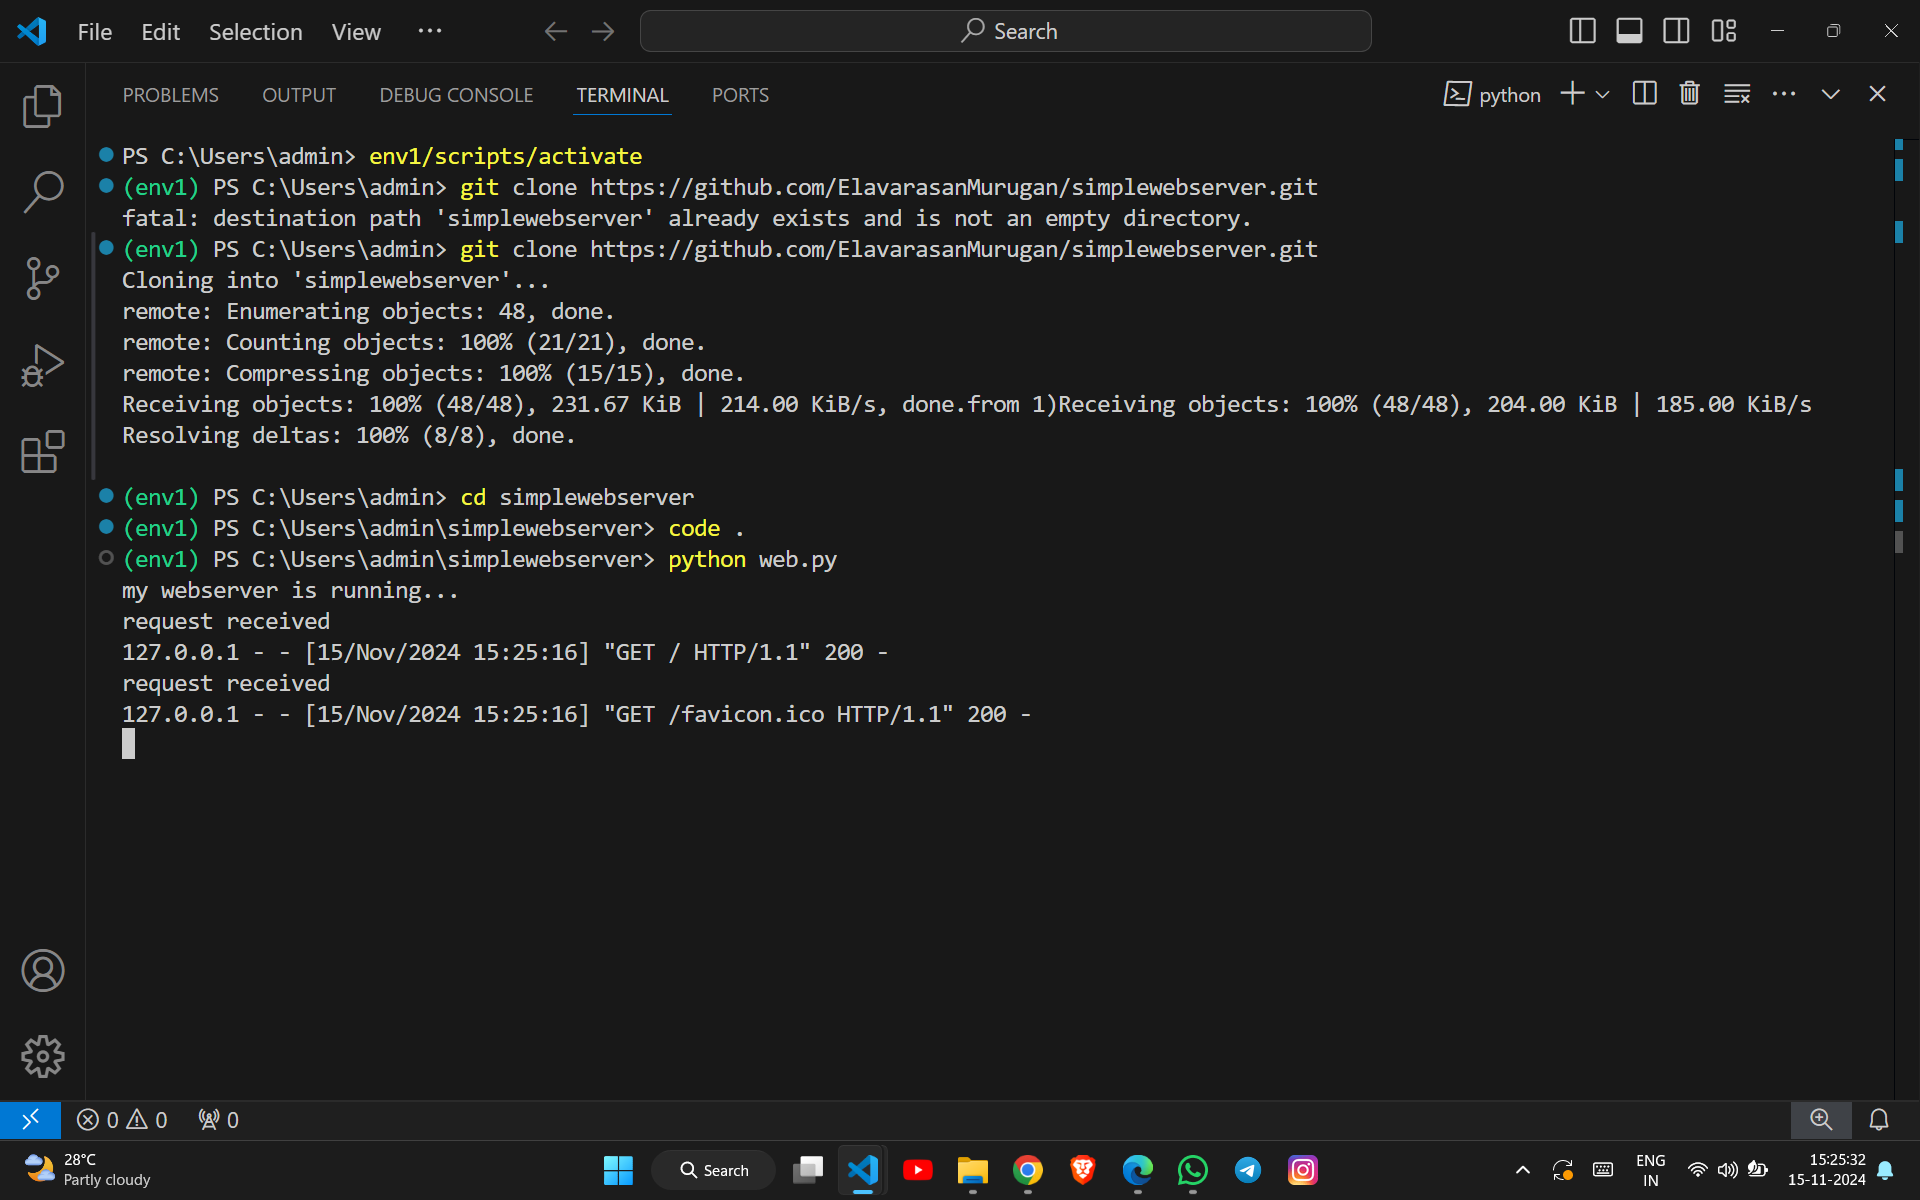 File Edit Selection View ··· Search
PROBLEMS OUTPUT DEBUG CONSOLE TERMINAL PORTS python
PS C:\Users\admin> env1/scripts/activate
(env1) PS C:\Users\admin> git clone https://github.com/ElavarasanMurugan/simplewebserver.git
fatal: destination path 'simplewebserver' already exists and is not an empty directory.
(env1) PS C:\Users\admin> git clone https://github.com/ElavarasanMurugan/simplewebserver.git
Cloning into 'simplewebserver'...
remote: Enumerating objects: 48, done.
remote: Counting objects: 100% (21/21), done.
remote: Compressing objects: 100% (15/15), done.
Receiving objects: 100% (48/48), 231.67 KiB | 214.00 KiB/s, done.from 1)Receiving objects: 100% (48/48), 204.00 KiB | 185.00 KiB/s
Resolving deltas: 100% (8/8), done.
(env1) PS C:\Users\admin> cd simplewebserver
(env1) PS C:\Users\admin\simplewebserver> code .
(env1) PS C:\Users\admin\simplewebserver> python web.py
my webserver is running...
request received
127.0.0.1 - - [15/Nov/2024 15:25:16] "GET / HTTP/1.1" 200 -
request received
127.0.0.1 - - [15/Nov/2024 15:25:16] "GET /favicon.ico HTTP/1.1" 200 -
0 0 0
28°C
Partly cloudy
Search
ENG
IN
15:25:32
15-11-2024